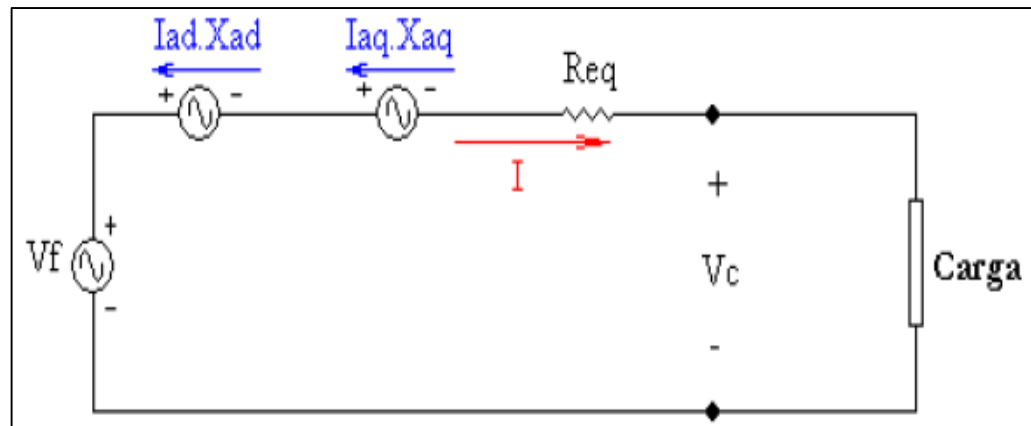 Iad.Xad
Iaq.Xaq
Req
+ -
+ -
I
+
Vf
-
+
Vc
-
Carga